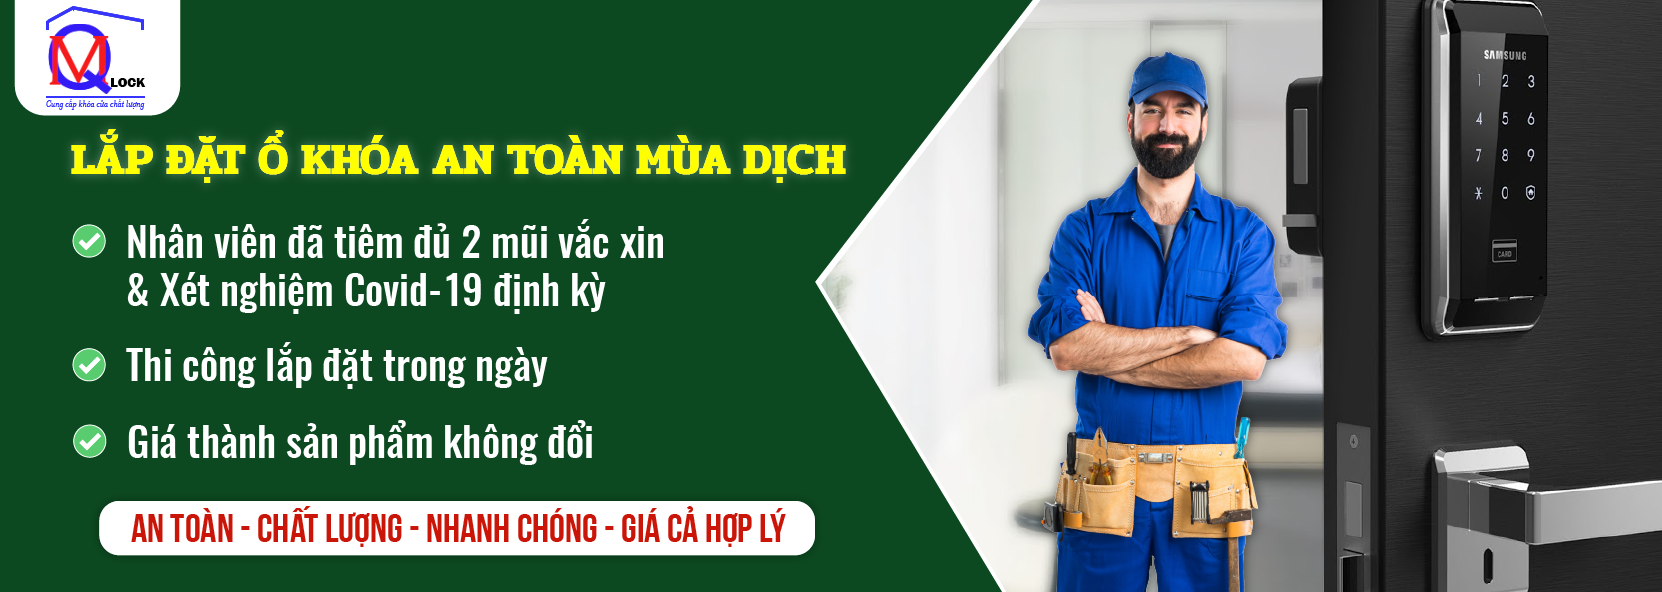 MQ LOCK
Cung cấp khóa cửa chất lượng
LẮP ĐẶT Ổ KHÓA AN TOÀN MÙA DỊCH
Nhân viên đã tiêm đủ 2 mũi vắc xin
& Xét nghiệm Covid-19 định kỳ
Thi công lắp đặt trong ngày
Giá thành sản phẩm không đổi
AN TOÀN - CHẤT LƯỢNG - NHANH CHÓNG - GIÁ CẢ HỢP LÝ
SAMSUNG
1 2 3
4 5 6
7 8 9
* 0
CARD